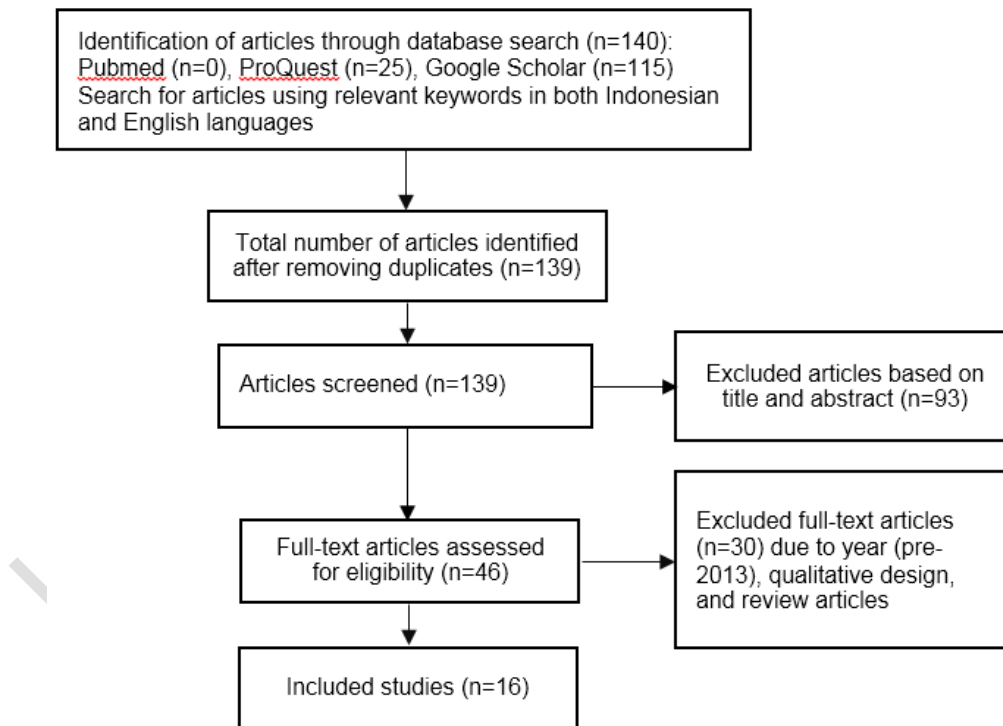 Identification of articles through database search (n=140):
Pubmed (n=0), ProQuest (n=25), Google Scholar (n=115)
Search for articles using relevant keywords in both Indonesian
and English languages
Total number of articles identified
after removing duplicates (n=139)
Articles screened (n=139)
Excluded articles based on
title and abstract (n=93)
Full-text articles assessed
for eligibility (n=46)
Excluded full-text articles
(n=30) due to year (pre-
2013), qualitative design,
and review articles
Included studies (n=16)